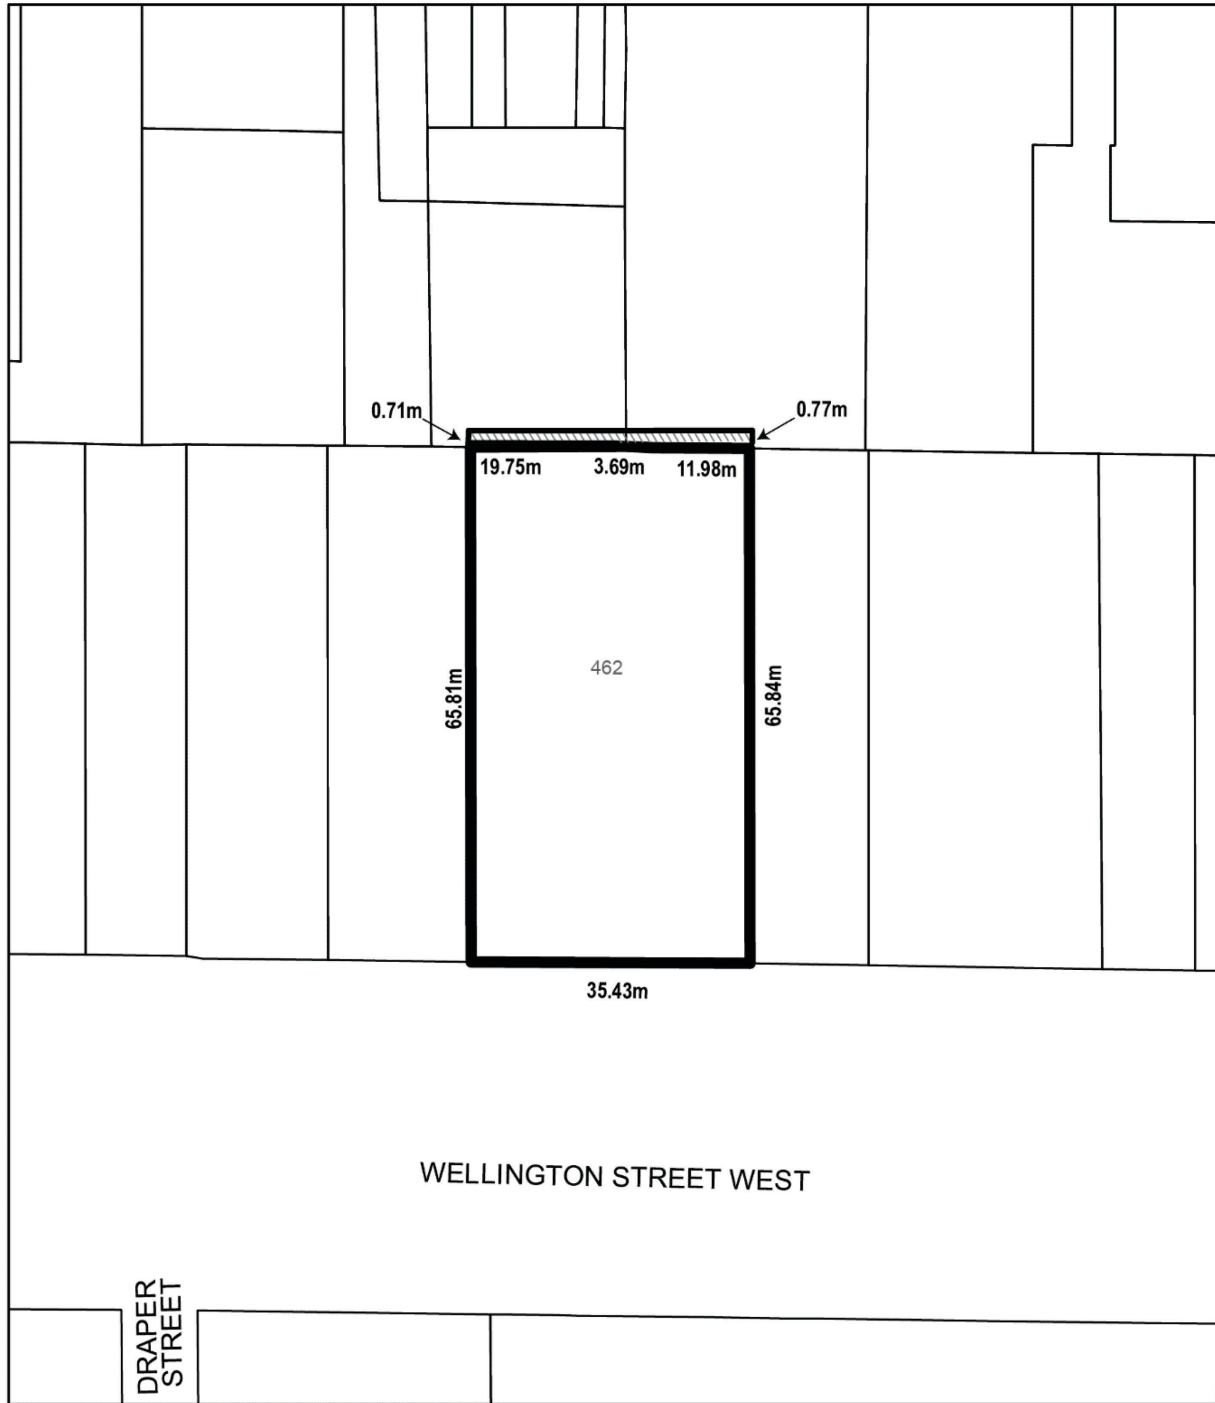 0.71m
0.77m
19.75m
3.69m
11.98m
462
65.81m
65.84m
35.43m
WELLINGTON STREET WEST
DRAPER
STREET